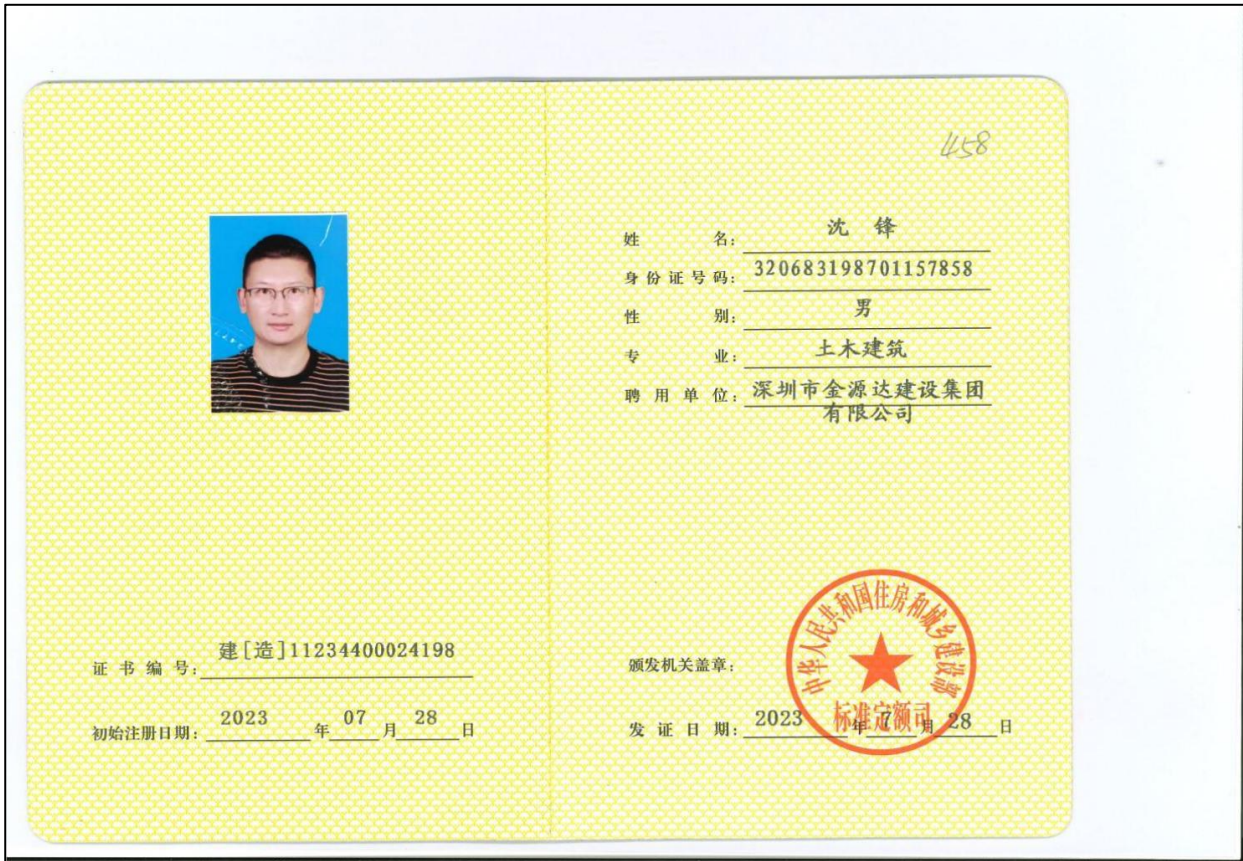 458
姓 名: 沈 锋
身份证号码: 320683198701157858
性 别: 男
专 业: 土木建筑
聘 用 单 位: 深圳市金源达建设集团
有限公司
证 书 编 号: 建[造]11234400024198
初始注册日期: 2023 年 07 月 28 日
颁发机关盖章:
中华人民共和国住房和城乡建设部
标准定额司
发 证 日 期: 2023 年 7 月 28 日